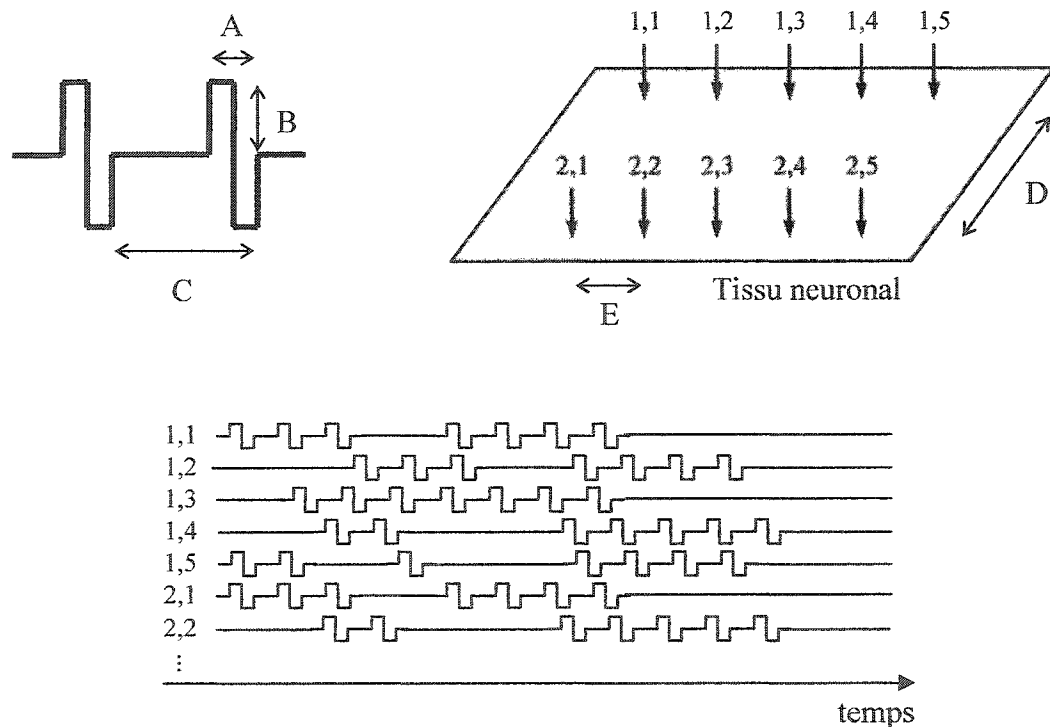 A
B
C
1,1 1,2 1,3 1,4 1,5
2,1 2,2 2,3 2,4 2,5
D
E
Tissu neuronal
1,1
1,2
1,3
1,4
1,5
2,1
2,2
⋮
temps